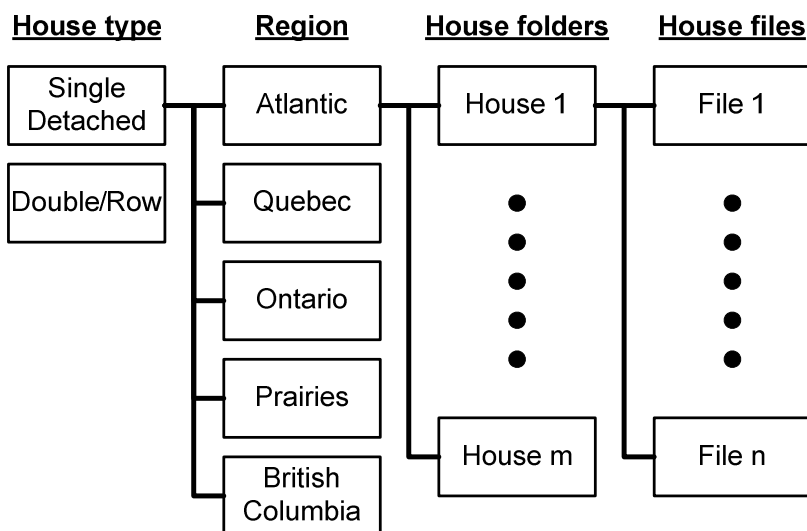 House type
Region
House folders
House files
Single
Detached
Atlantic
House 1
File 1
Double/Row
Quebec
Ontario
Prairies
House m
File n
British
Columbia